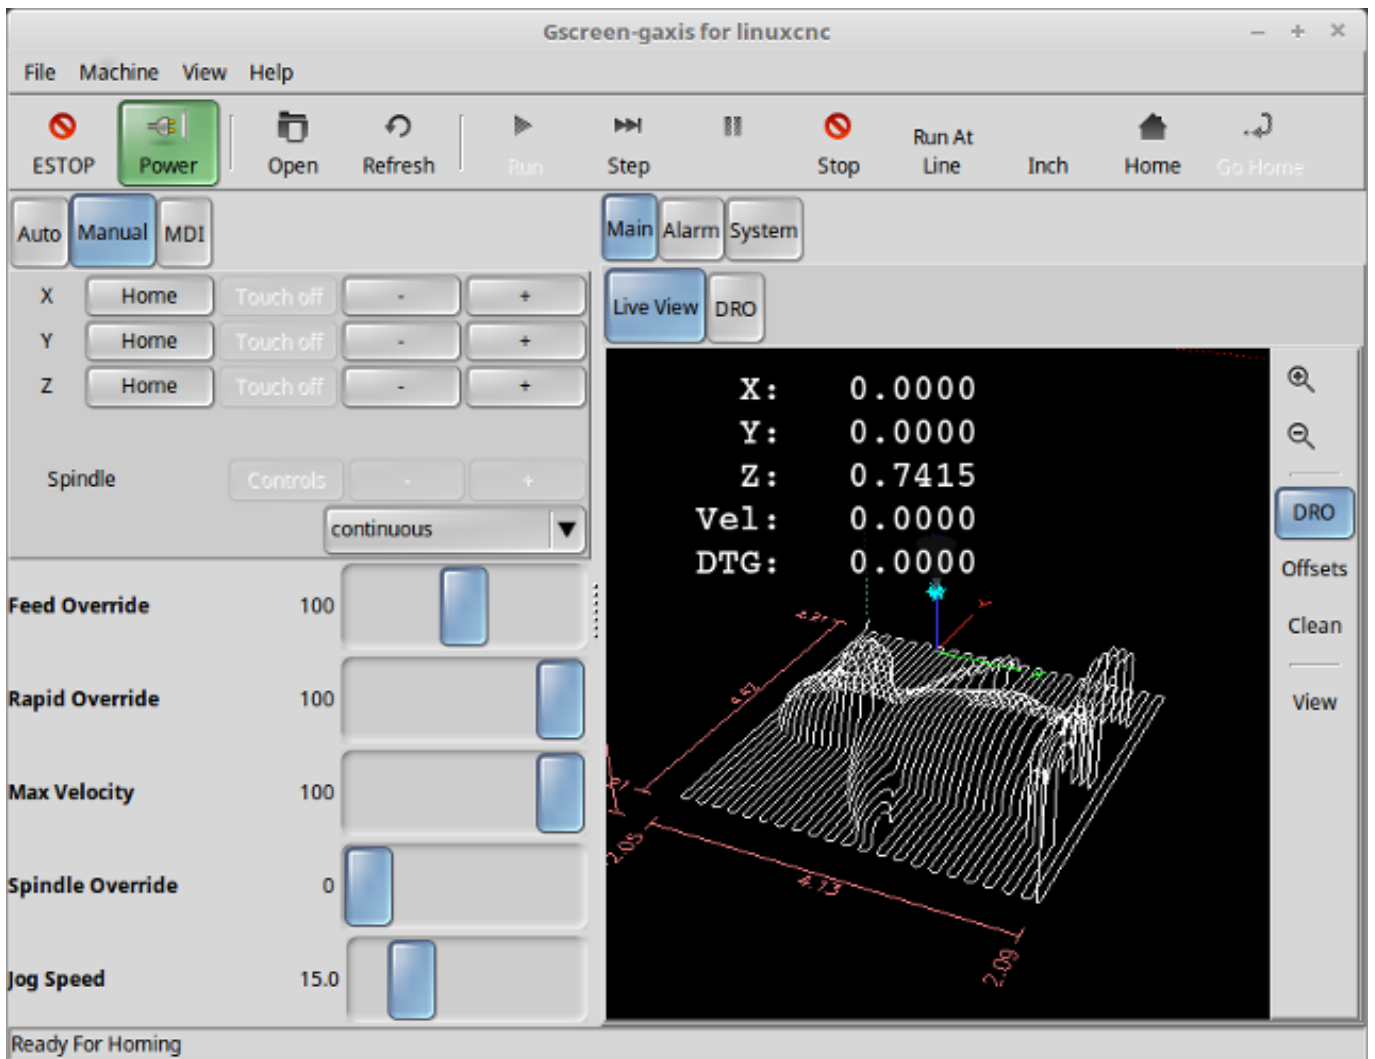 Gscreen-gaxis for linuxcnc
File Machine View Help
ESTOP Power Open Refresh Run Step Stop Run At Line Inch Home Go Home
Auto Manual MDI
Main Alarm System
X Home Touch off - +
Y Home Touch off - +
Z Home Touch off - +
Spindle Controls - +
continuous
Feed Override 100
Rapid Override 100
Max Velocity 100
Spindle Override 0
Jog Speed 15.0
Live View DRO
X: 0.0000
Y: 0.0000
Z: 0.7415
Vel: 0.0000
DTG: 0.0000
4.13
2.09
DRO
Offsets
Clean
View
Ready For Homing